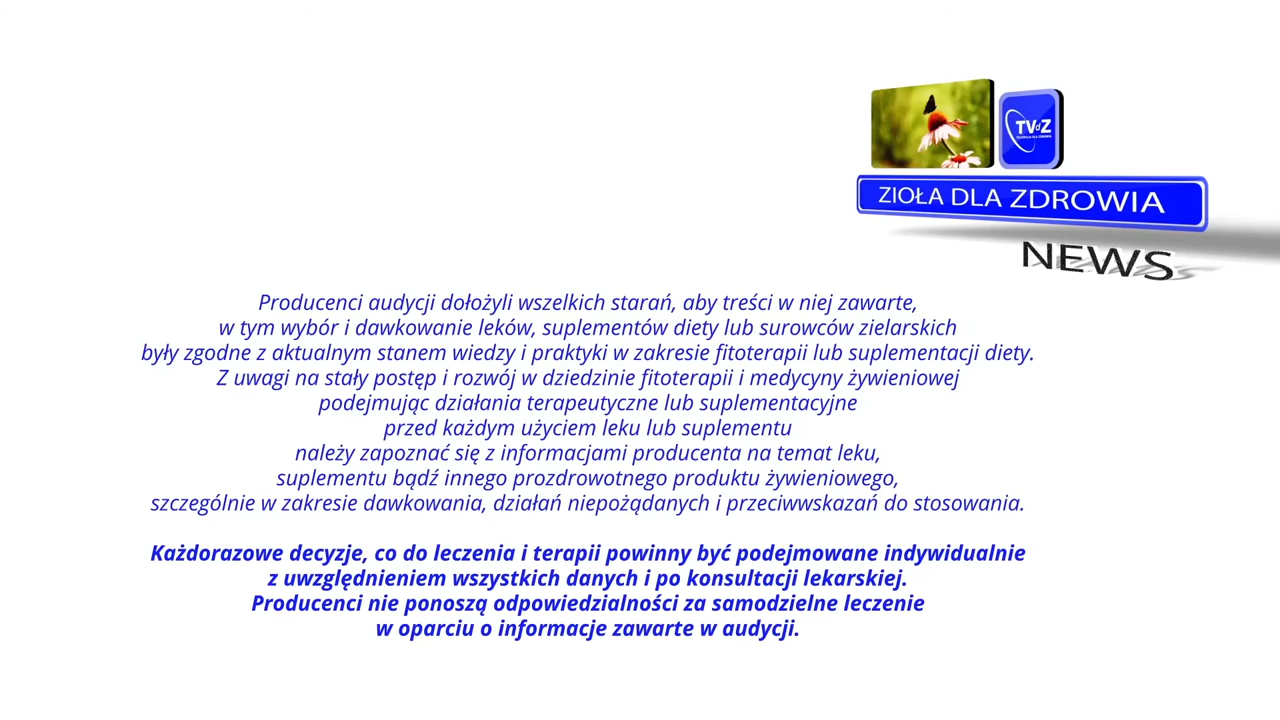 TVdZ
TELEWIZJA DLA ZDROWIA
ZIOŁA DLA ZDROWIA
NEWS
Producenci audycji dołożyli wszelkich starań, aby treści w niej zawarte,
w tym wybór i dawkowanie leków, suplementów diety lub surowców zielarskich
były zgodne z aktualnym stanem wiedzy i praktyki w zakresie fitoterapii lub suplementacji diety.
Z uwagi na stały postęp i rozwój w dziedzinie fitoterapii i medycyny żywieniowej
podejmując działania terapeutyczne lub suplementacyjne
przed każdym użyciem leku lub suplementu
należy zapoznać się z informacjami producenta na temat leku,
suplementu bądź innego prozdrowotnego produktu żywieniowego,
szczególnie w zakresie dawkowania, działań niepożądanych i przeciwwskazań do stosowania.
Każdorazowe decyzje, co do leczenia i terapii powinny być podejmowane indywidualnie
z uwzględnieniem wszystkich danych i po konsultacji lekarskiej.
Producenci nie ponoszą odpowiedzialności za samodzielne leczenie
w oparciu o informacje zawarte w audycji.